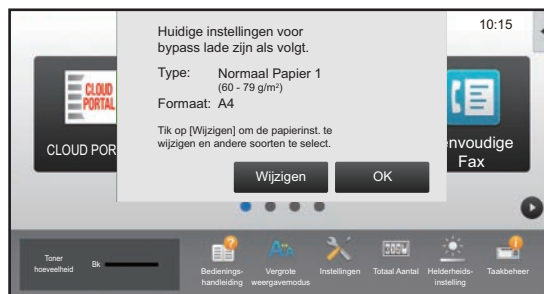 10:15
Huidige instellingen voor
bypass lade zijn als volgt.
Type: Normaal Papier 1
(60 - 79 g/m²)
Formaat: A4
Tik op [Wijzigen] om de papierinst. te
wijzigen en andere soorten te select.
Wijzigen OK
CLOUD
PORTAL
CLOUD POR
envoudige
Fax
Toner
hoeveelheid
Bk
Bedienings-
handleiding
Vergrote
weergavemodus
Instellingen
Totaal Aantal
Helderheids-
instelling
Taakbeheer